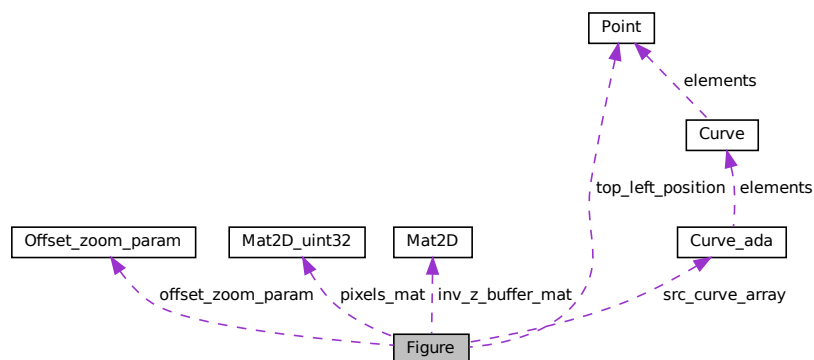 Point
elements
Curve
top_left_position
elements
Offset_zoom_param
Mat2D_uint32
Mat2D
Curve_ada
offset_zoom_param
pixels_mat
inv_z_buffer_mat
src_curve_array
Figure